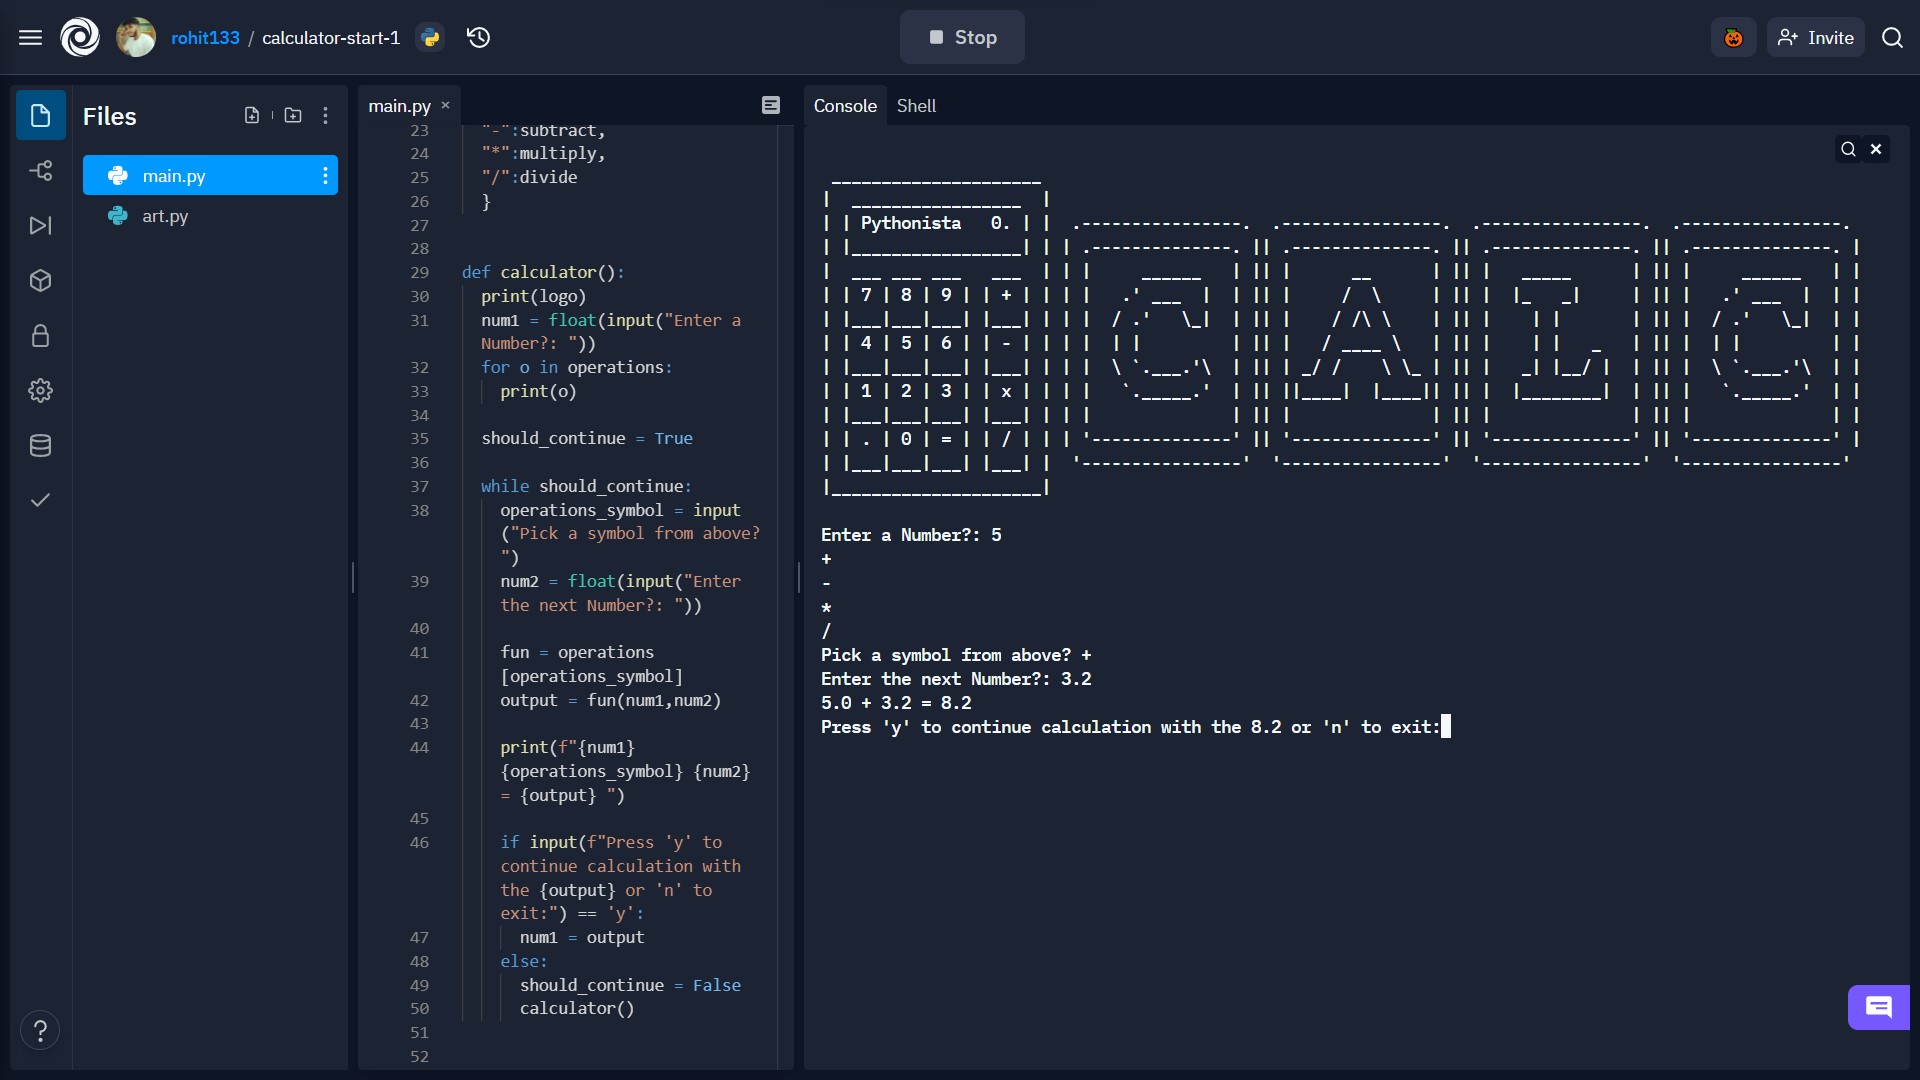 rohit133 / calculator-start-1
Stop
Invite
Files
main.py
art.py
main.py ×
23 "-":subtract,
24 "*":multiply,
25 "/":divide
26 }
27
28
29 def calculator():
30 print(logo)
31 num1 = float(input("Enter a
Number?: "))
32 for o in operations:
33 print(o)
34
35 should_continue = True
36
37 while should_continue:
38 operations_symbol = input
("Pick a symbol from above?
")
39 num2 = float(input("Enter
the next Number?: "))
40
41 fun = operations
[operations_symbol]
42 output = fun(num1,num2)
43
44 print(f"{num1}
{operations_symbol} {num2}
= {output} ")
45
46 if input(f"Press 'y' to
continue calculation with
the {output} or 'n' to
exit:") == 'y':
47 num1 = output
48 else:
49 should_continue = False
50 calculator()
51
52
Console Shell
Pythonista 0.
7 8 9 +
4 5 6 -
1 2 3 x
. 0 = /
CALC
Enter a Number?: 5
+
-
*
/
Pick a symbol from above? +
Enter the next Number?: 3.2
5.0 + 3.2 = 8.2
Press 'y' to continue calculation with the 8.2 or 'n' to exit:
?